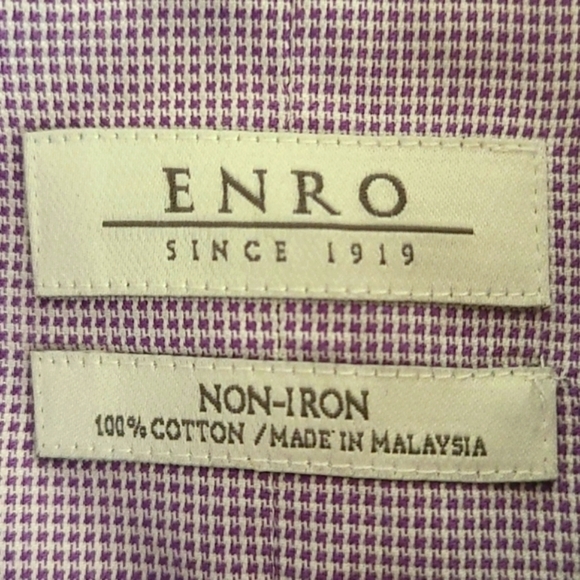 ENRO
SINCE 1919
NON-IRON
100% COTTON / MADE IN MALAYSIA